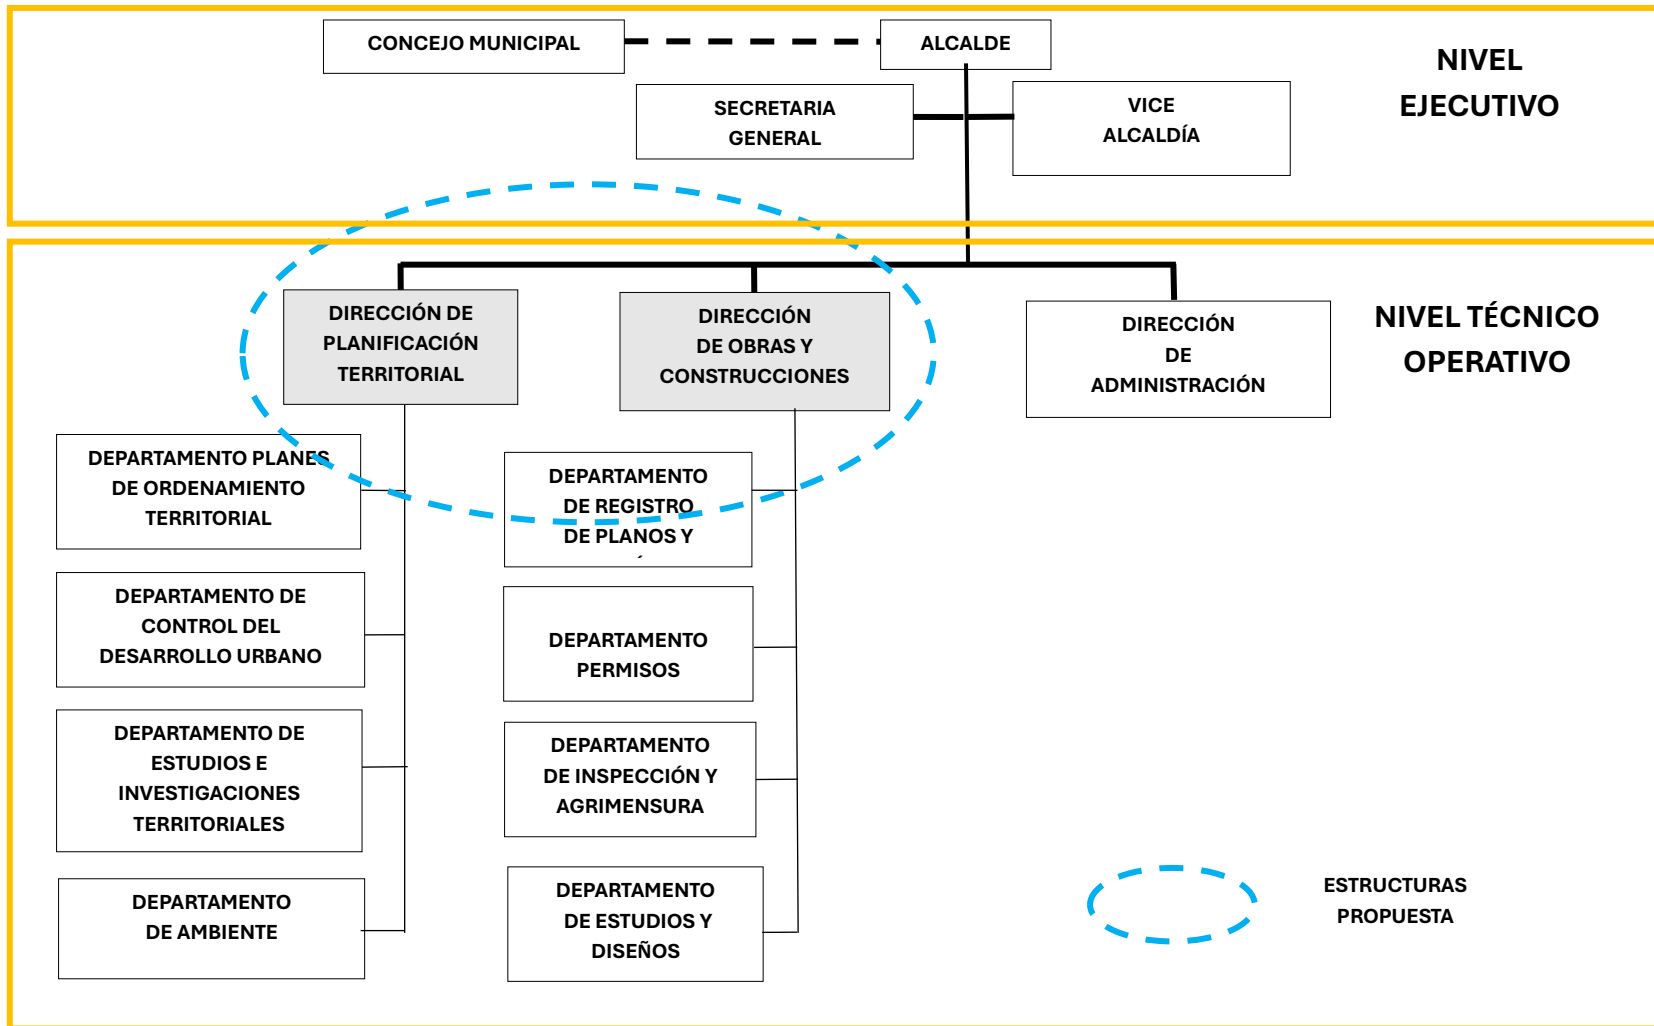 CONCEJO MUNICIPAL
ALCALDE
NIVEL
EJECUTIVO
SECRETARIA
GENERAL
VICE
ALCALDÍA
DIRECCIÓN DE
PLANIFICACIÓN
TERRITORIAL
DIRECCIÓN
DE OBRAS Y
CONSTRUCCIONES
DIRECCIÓN
DE
ADMINISTRACIÓN
NIVEL TÉCNICO
OPERATIVO
DEPARTAMENTO PLANES
DE ORDENAMIENTO
TERRITORIAL
DEPARTAMENTO
DE REGISTRO
DE PLANOS Y
DEPARTAMENTO DE
CONTROL DEL
DESARROLLO URBANO
DEPARTAMENTO
PERMISOS
DEPARTAMENTO DE
ESTUDIOS E
INVESTIGACIONES
TERRITORIALES
DEPARTAMENTO
DE INSPECCIÓN Y
AGRIMENSURA
DEPARTAMENTO
DE AMBIENTE
DEPARTAMENTO
DE ESTUDIOS Y
DISEÑOS
ESTRUCTURAS
PROPUESTA